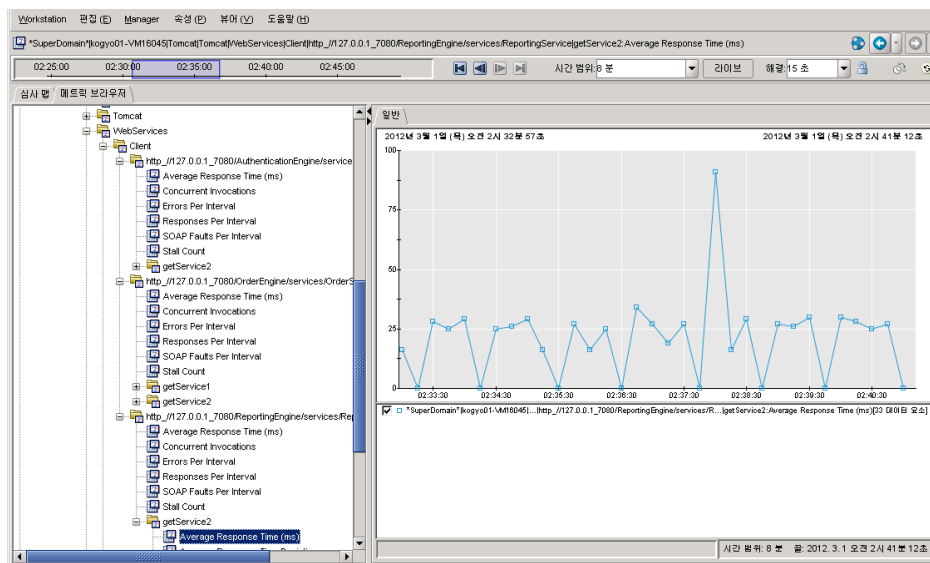 Workstation 편집(E) Manager 속성(P) 뷰어(V) 도움말(H)
*SuperDomain*|kogyo01-VM16045|Tomcat|Tomcat|WebServices|Client|http_//127.0.0.1_7080/ReportingEngine/services/ReportingService|getService2:Average Response Time (ms)
02:25:00 02:30:00 02:35:00 02:40:00 02:45:00
시간 범위:8 분 라이브 해결:15 초
심사 맵 메트릭 브라우저
Tomcat
WebServices
Client
http_//127.0.0.1_7080/AuthenticationEngine/service
Average Response Time (ms)
Concurrent Invocations
Errors Per Interval
Responses Per Interval
SOAP Faults Per Interval
Stall Count
getService2
http_//127.0.0.1_7080/OrderEngine/services/OrderS
Average Response Time (ms)
Concurrent Invocations
Errors Per Interval
Responses Per Interval
SOAP Faults Per Interval
Stall Count
getService1
getService2
http_//127.0.0.1_7080/ReportingEngine/services/Rep
Average Response Time (ms)
Concurrent Invocations
Errors Per Interval
Responses Per Interval
SOAP Faults Per Interval
Stall Count
getService2
Average Response Time (ms)
일반
2012년 3월 1일 (목) 오전 2시 32분 57초 2012년 3월 1일 (목) 오전 2시 41분 12초
100
75
50
25
0
02:33:30 02:34:30 02:35:30 02:36:30 02:37:30 02:38:30 02:39:30 02:40:30
*SuperDomain*|kogyo01-VM16045|...|http_//127.0.0.1_7080/ReportingEngine/services/R...|getService2:Average Response Time (ms)[33 데이터 요소]
시간 범위: 8 분 끝: 2012. 3. 1 오전 2시 41분 12초